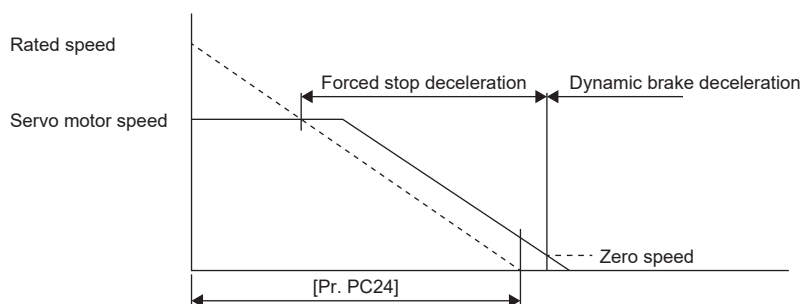 Rated speed
Forced stop deceleration
Dynamic brake deceleration
Servo motor speed
Zero speed
[Pr. PC24]